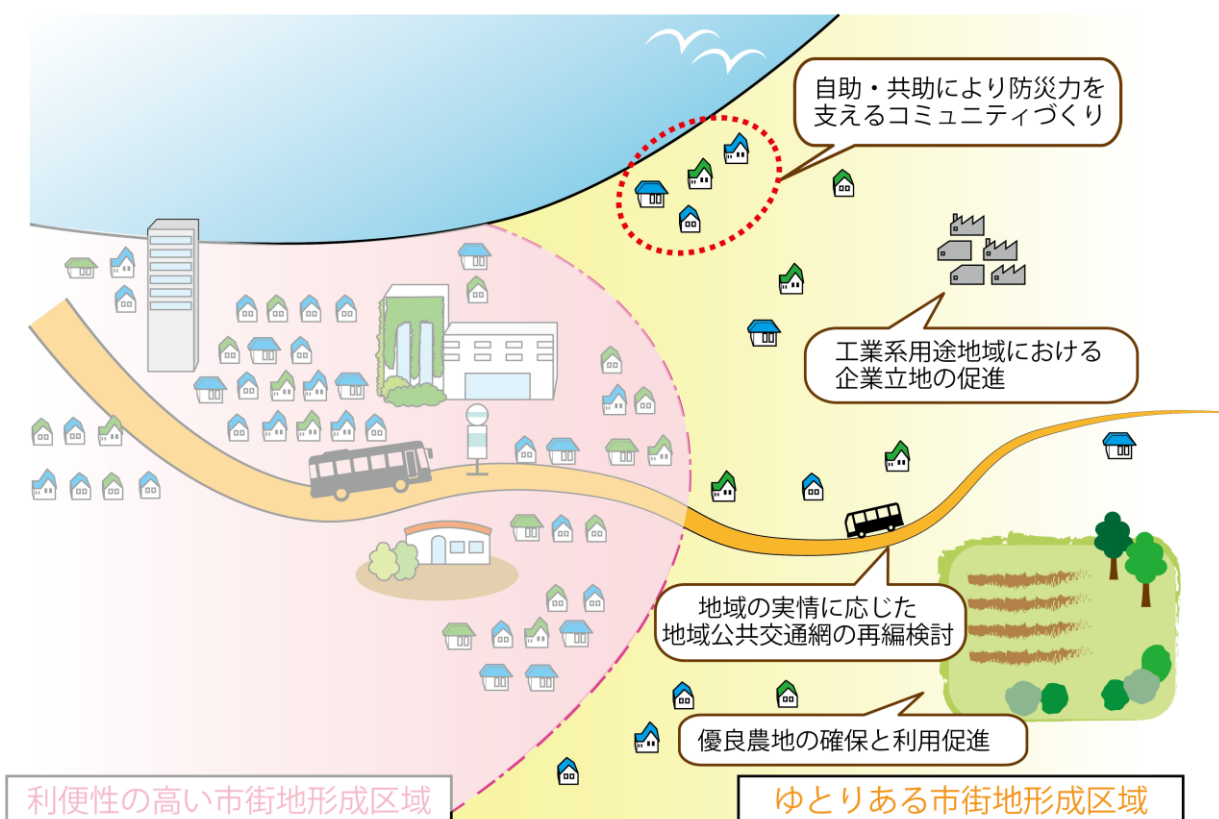 自助・共助により防災力を
支えるコミュニティづくり
工業系用途地域における
企業立地の促進
地域の実情に応じた
地域公共交通網の再編検討
優良農地の確保と利用促進
利便性の高い市街地形成区域
ゆとりある市街地形成区域